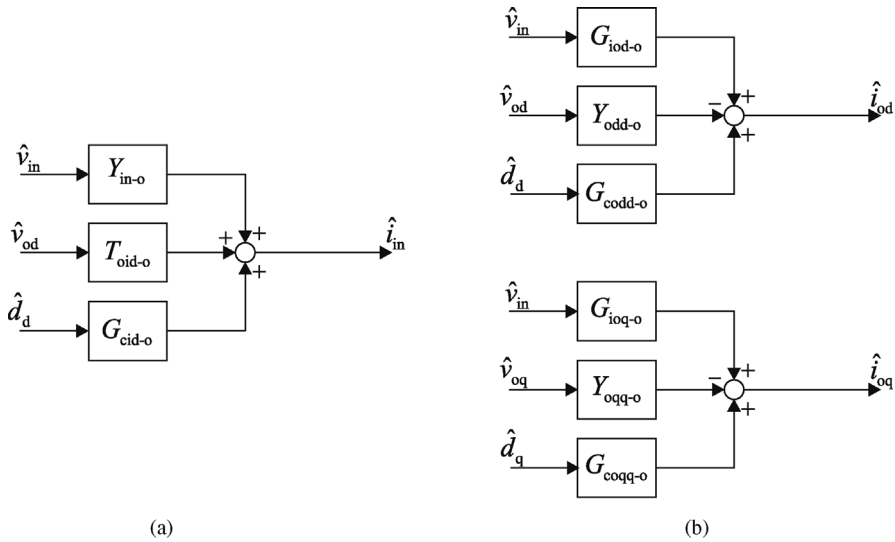 v̂in Yin-o
v̂od Toid-o îin
d̂d Gcid-o
+
+
+
(a)
v̂in Giod-o
v̂od Yodd-o îod
d̂d Gcodd-o
+
−
+
v̂in Gioq-o
v̂oq Yoqq-o îoq
d̂q Gcoqq-o
+
−
+
(b)